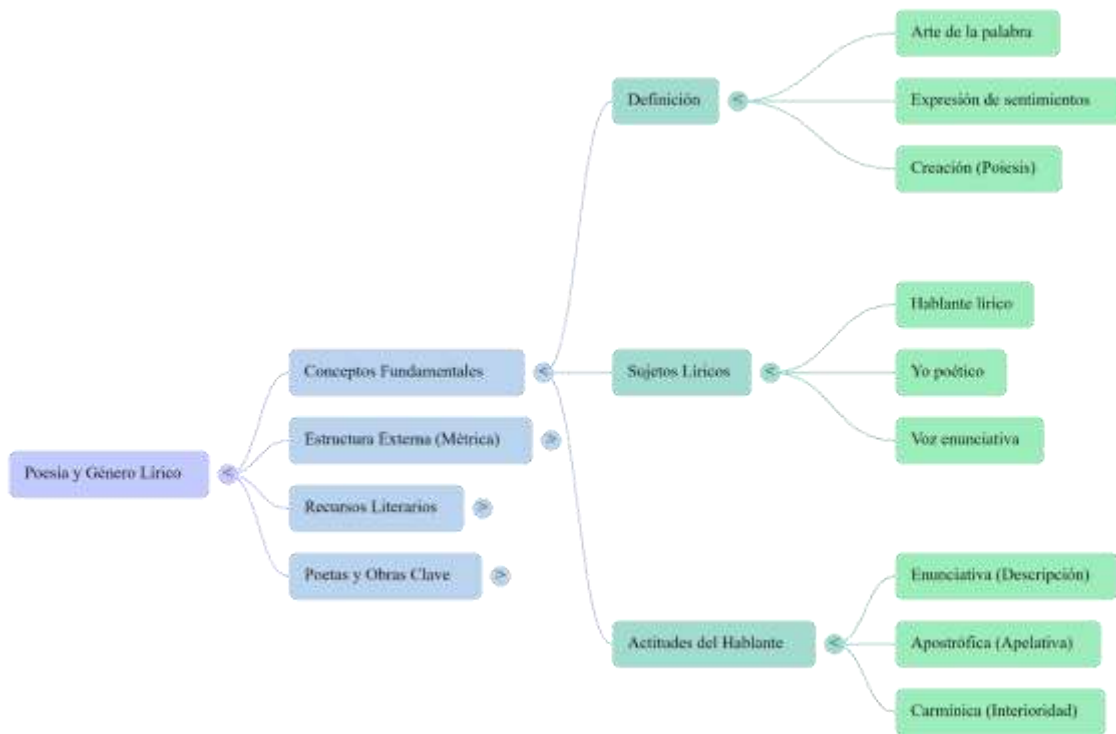 Poesía y Género Lírico
Conceptos Fundamentales
Estructura Externa (Métrica)
Recursos Literarios
Poetas y Obras Clave
Definición
Arte de la palabra
Expresión de sentimientos
Creación (Poiesis)
Sujetos Líricos
Hablante lírico
Yo poético
Voz enunciativa
Actitudes del Hablante
Enunciativa (Descripción)
Apostrófica (Apelativa)
Carmínica (Interioridad)